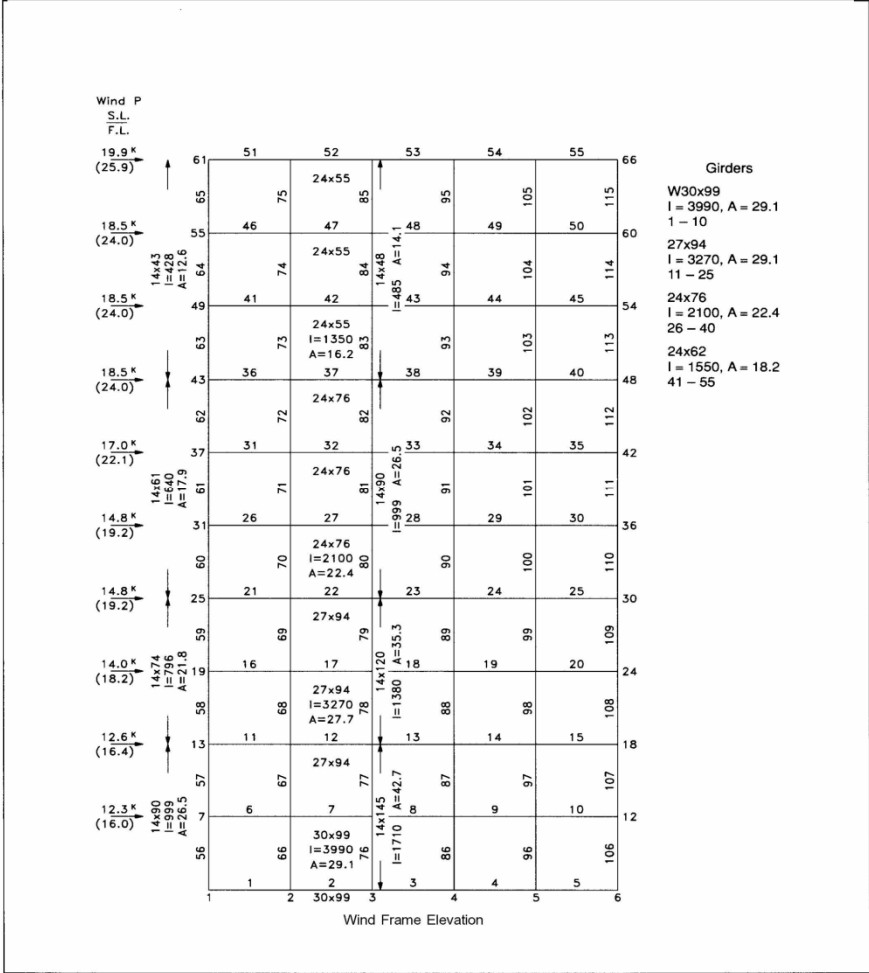 Wind P
S.L.
F.L.
19.9 K
(25.9)
61
51
52
53
54
55
66
24x55
65
75
85
95
105
115
18.5 K
(24.0)
55
46
47
48
49
50
60
24x55
14x43
I=428
A=12.6
64
74
84
14x48
I=485 A=14.1
94
104
114
18.5 K
(24.0)
49
41
42
43
44
45
54
24x55
I=1350
A=16.2
63
73
83
93
103
113
18.5 K
(24.0)
43
36
37
38
39
40
48
24x76
62
72
82
92
102
112
17.0 K
(22.1)
37
31
32
33
34
35
42
24x76
14x61
I=640
A=17.9
61
71
81
14x90
I=999 A=26.5
91
101
111
14.8 K
(19.2)
31
26
27
28
29
30
36
24x76
I=2100
A=22.4
60
70
80
90
100
110
14.8 K
(19.2)
25
21
22
23
24
25
30
27x94
59
69
79
89
99
109
14.0 K
(18.2)
19
16
17
18
19
20
24
14x74
I=796
A=21.8
14x120
I=1380 A=35.3
27x94
I=3270
A=27.7
58
68
78
88
98
108
12.6 K
(16.4)
13
11
12
13
14
15
18
27x94
57
67
77
87
97
107
12.3 K
(16.0)
7
6
7
8
9
10
12
14x90
I=999
A=26.5
14x145
I=1710 A=42.7
30x99
I=3990
A=29.1
56
66
76
86
96
106
1
2
3
4
5
1
2
30x99
3
4
5
6
Wind Frame Elevation
Girders
W30x99
I = 3990, A = 29.1
1 – 10
27x94
I = 3270, A = 29.1
11 – 25
24x76
I = 2100, A = 22.4
26 – 40
24x62
I = 1550, A = 18.2
41 – 55